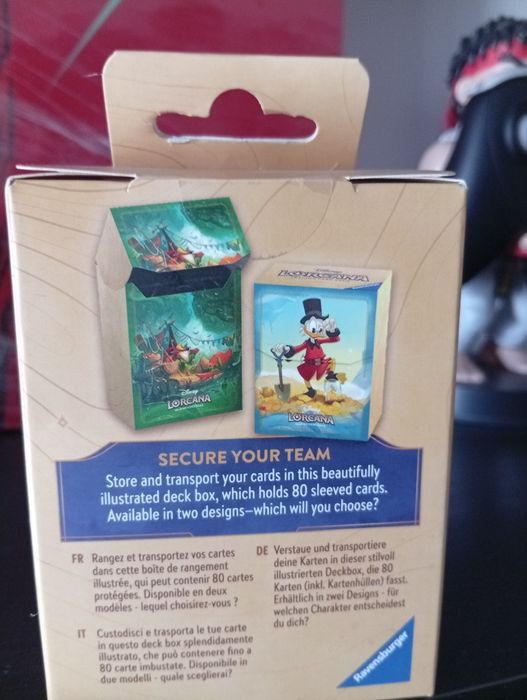 Disney
LORCANA
Disney
LORCANA
LORCANA
SECURE YOUR TEAM
Store and transport your cards in this beautifully
illustrated deck box, which holds 80 sleeved cards.
Available in two designs—which will you choose?
FR Rangez et transportez vos cartes
dans cette boîte de rangement
illustrée, qui peut contenir 80 cartes
protégées. Disponible en deux
modèles - lequel choisirez-vous ?
IT Custodisci e trasporta le tue carte
in questo deck box splendidamente
illustrato, che può contenere fino a
80 carte imbustate. Disponibile in
due modelli - quale sceglierai?
DE Verstaue und transportiere
deine Karten in dieser stilvoll
illustrierten Deckbox, die 80
Karten (inkl. Kartenhüllen) fasst.
Erhältlich in zwei Designs - für
welchen Charakter entscheidest
du dich?
Ravensburger